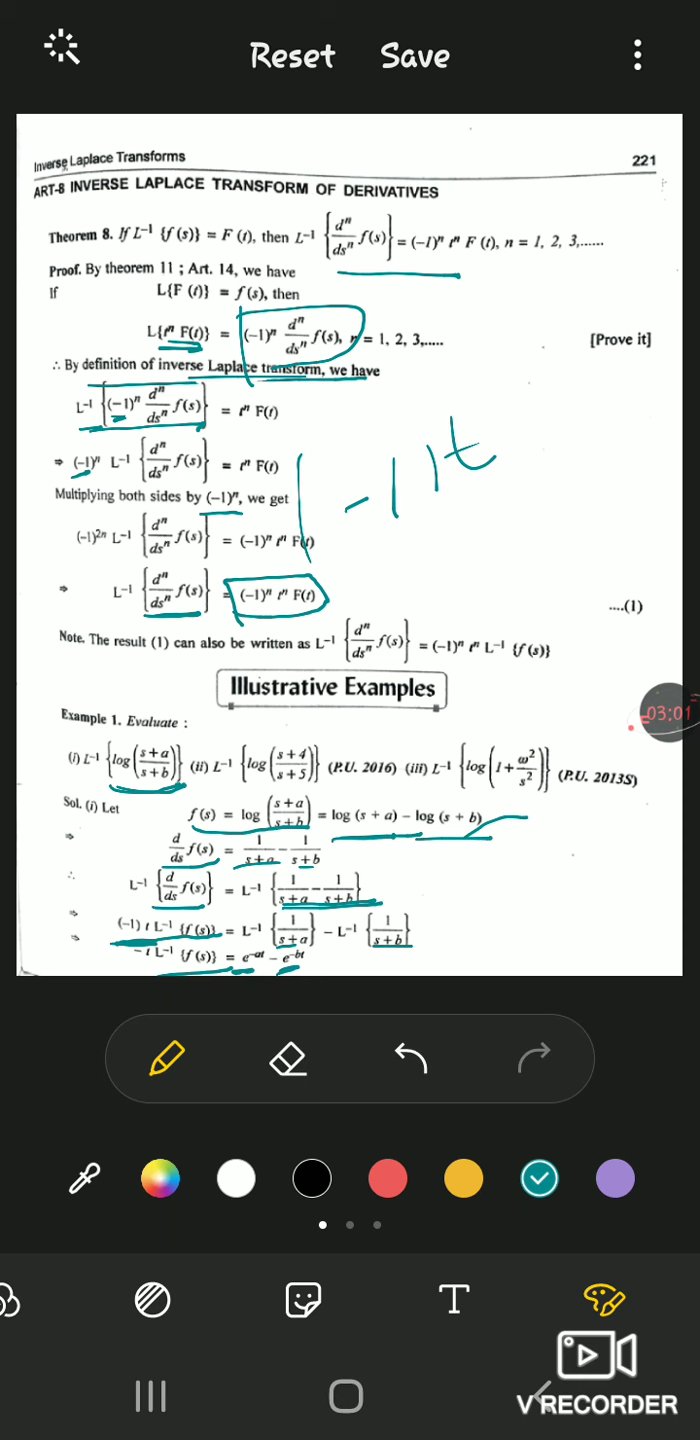 Reset Save
Inverse Laplace Transforms 221
ART-8 INVERSE LAPLACE TRANSFORM OF DERIVATIVES
Theorem 8. If L⁻¹ {f (s)} = F (t), then L⁻¹ {dⁿ/dsⁿ f(s)} = (–1)ⁿ tⁿ F (t), n = 1, 2, 3,......
Proof. By theorem 11 ; Art. 14, we have
If L{F (t)} = f (s), then
L{tⁿ F(t)} = (–1)ⁿ dⁿ/dsⁿ f(s), n = 1, 2, 3,..... [Prove it]
∴ By definition of inverse Laplace transform, we have
L⁻¹ {(–1)ⁿ dⁿ/dsⁿ f(s)} = tⁿ F(t)
⇒ (–1)ⁿ L⁻¹ {dⁿ/dsⁿ f(s)} = tⁿ F(t)
Multiplying both sides by (–1)ⁿ, we get
(–1)²ⁿ L⁻¹ {dⁿ/dsⁿ f(s)} = (–1)ⁿ tⁿ F(t)
⇒ L⁻¹ {dⁿ/dsⁿ f(s)} = (–1)ⁿ tⁿ F(t) ....(1)
Note. The result (1) can also be written as L⁻¹ {dⁿ/dsⁿ f(s)} = (–1)ⁿ tⁿ L⁻¹ {f (s)}
Illustrative Examples
Example 1. Evaluate :
(i) L⁻¹ {log((s+a)/(s+b))} (ii) L⁻¹ {log((s+4)/(s+5))} (P.U. 2016) (iii) L⁻¹ {log(1+ω²/s²)} (P.U. 2013S)
Sol. (i) Let f (s) = log((s+a)/(s+b)) = log (s + a) – log (s + b)
⇒ d/ds f(s) = 1/(s+a) – 1/(s+b)
∴ L⁻¹ {d/ds f(s)} = L⁻¹ {1/(s+a) – 1/(s+b)}
⇒ (–1) t L⁻¹ {f (s)} = L⁻¹ {1/(s+a)} – L⁻¹ {1/(s+b)}
⇒ – t L⁻¹ {f (s)} = e⁻ᵃᵗ – e⁻ᵇᵗ
(-1) t
03:01
T
V RECORDER